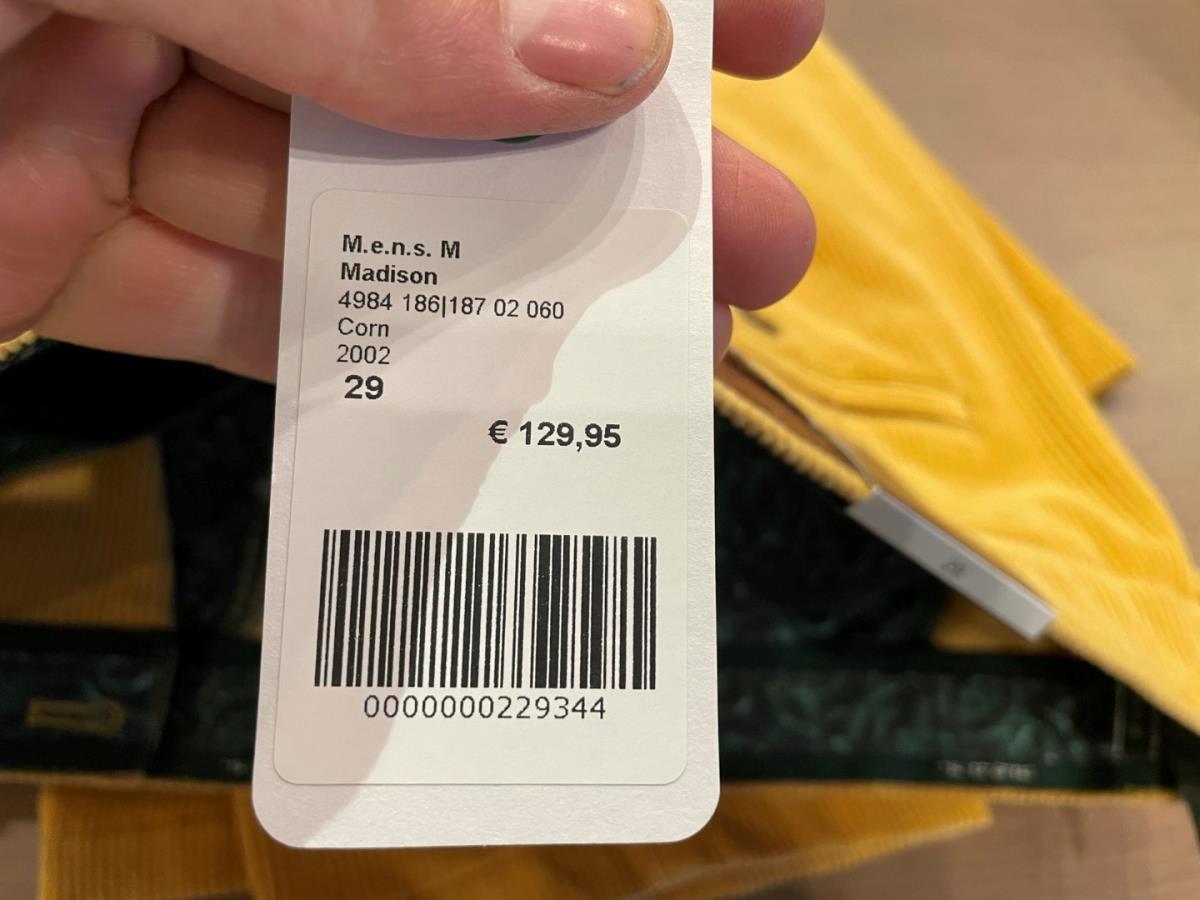 M.e.n.s. M
Madison
4984 186|187 02 060
Corn
2002
29
€ 129,95
0000000229344